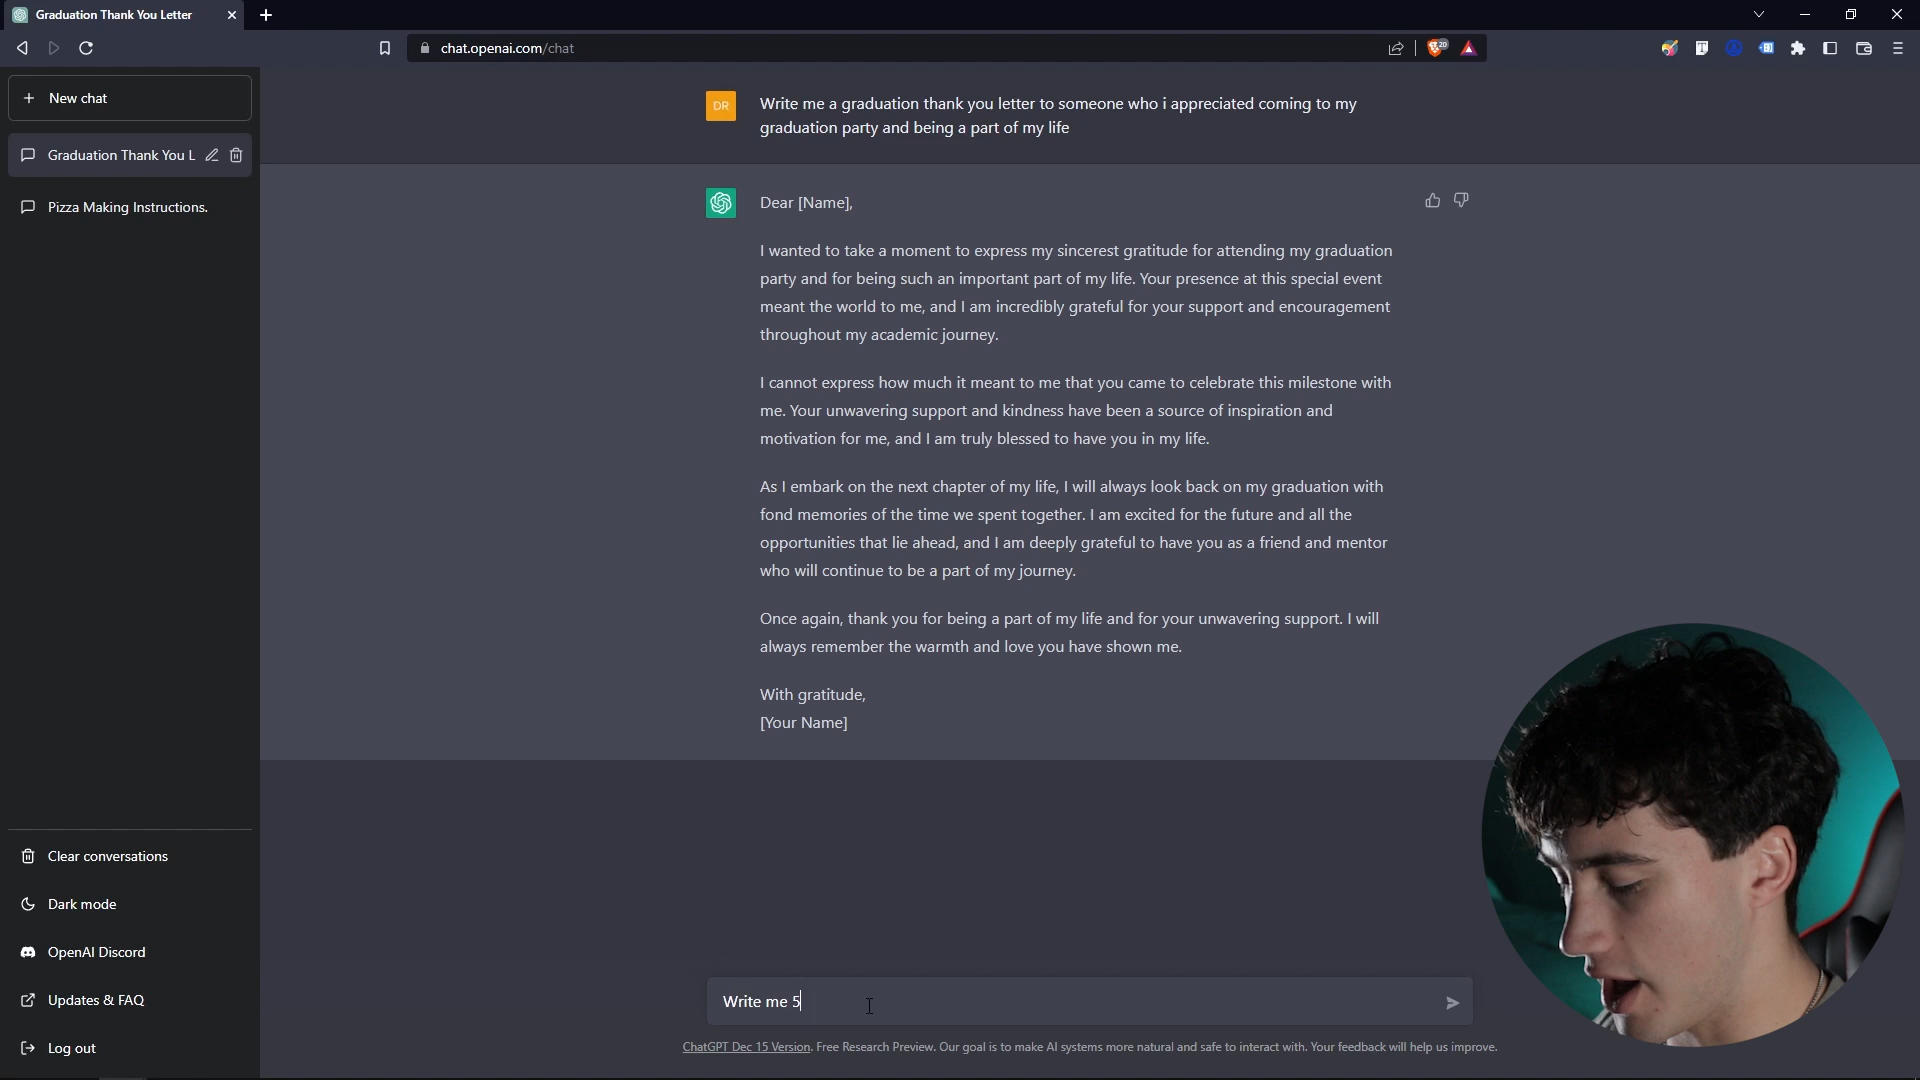 Graduation Thank You Letter
chat.openai.com/chat
20
New chat
Graduation Thank You L
Pizza Making Instructions.
Clear conversations
Dark mode
OpenAI Discord
Updates & FAQ
Log out
DR
Write me a graduation thank you letter to someone who i appreciated coming to my
graduation party and being a part of my life
Dear [Name],
I wanted to take a moment to express my sincerest gratitude for attending my graduation
party and for being such an important part of my life. Your presence at this special event
meant the world to me, and I am incredibly grateful for your support and encouragement
throughout my academic journey.
I cannot express how much it meant to me that you came to celebrate this milestone with
me. Your unwavering support and kindness have been a source of inspiration and
motivation for me, and I am truly blessed to have you in my life.
As I embark on the next chapter of my life, I will always look back on my graduation with
fond memories of the time we spent together. I am excited for the future and all the
opportunities that lie ahead, and I am deeply grateful to have you as a friend and mentor
who will continue to be a part of my journey.
Once again, thank you for being a part of my life and for your unwavering support. I will
always remember the warmth and love you have shown me.
With gratitude,
[Your Name]
Write me 5
ChatGPT Dec 15 Version. Free Research Preview. Our goal is to make AI systems more natural and safe to interact with. Your feedback will help us improve.